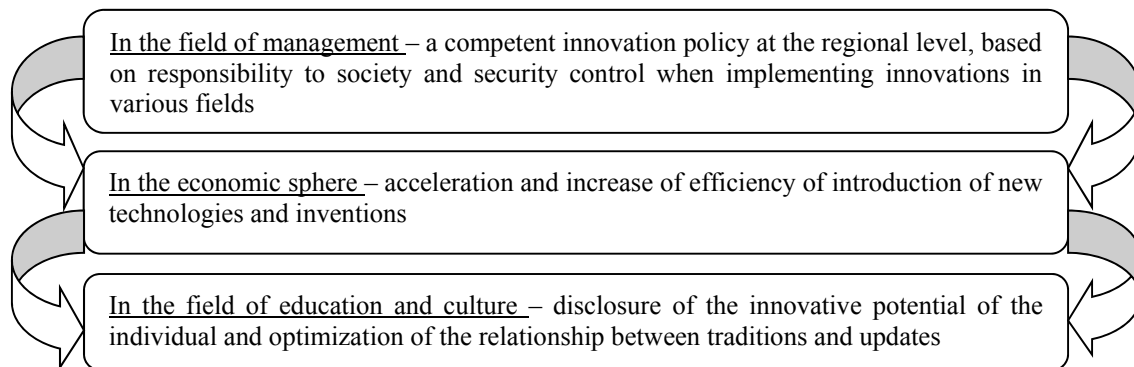 In the field of management – a competent innovation policy at the regional level, based
on responsibility to society and security control when implementing innovations in
various fields
In the economic sphere – acceleration and increase of efficiency of introduction of new
technologies and inventions
In the field of education and culture – disclosure of the innovative potential of the
individual and optimization of the relationship between traditions and updates